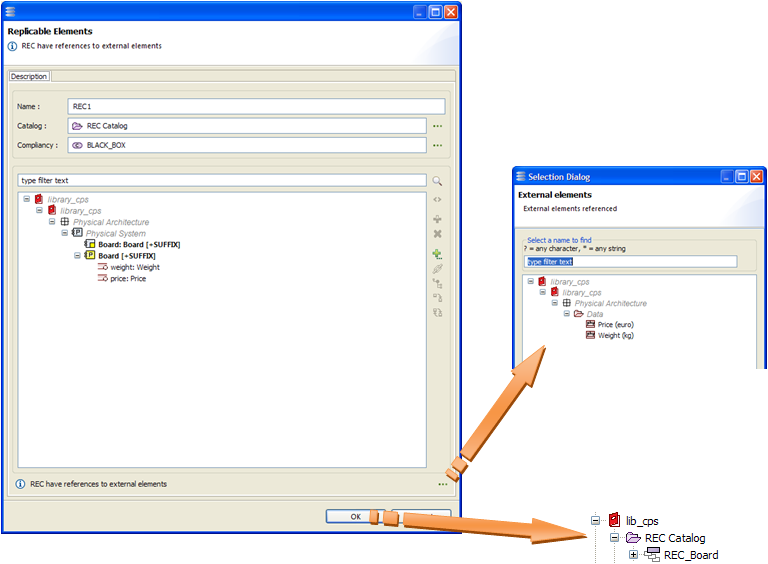 Replicable Elements
REC have references to external elements
Description
Name :
REC1
Catalog :
REC Catalog
Compliancy :
BLACK_BOX
type filter text
library_cps
library_cps
Physical Architecture
Physical System
Board: Board [+SUFFIX]
Board [+SUFFIX]
weight: Weight
price: Price
REC have references to external elements
OK
Selection Dialog
External elements
External elements referenced
Select a name to find
? = any character, * = any string
type filter text
library_cps
library_cps
Physical Architecture
Data
Price (euro)
Weight (kg)
lib_cps
REC Catalog
REC_Board